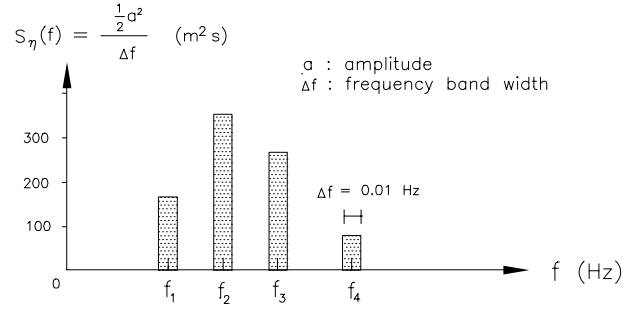 S_η(f) = ½a² / Δf (m² s)
a : amplitude
Δf : frequency band width
300
200
100
0
Δf = 0.01 Hz
f₁ f₂ f₃ f₄
f (Hz)